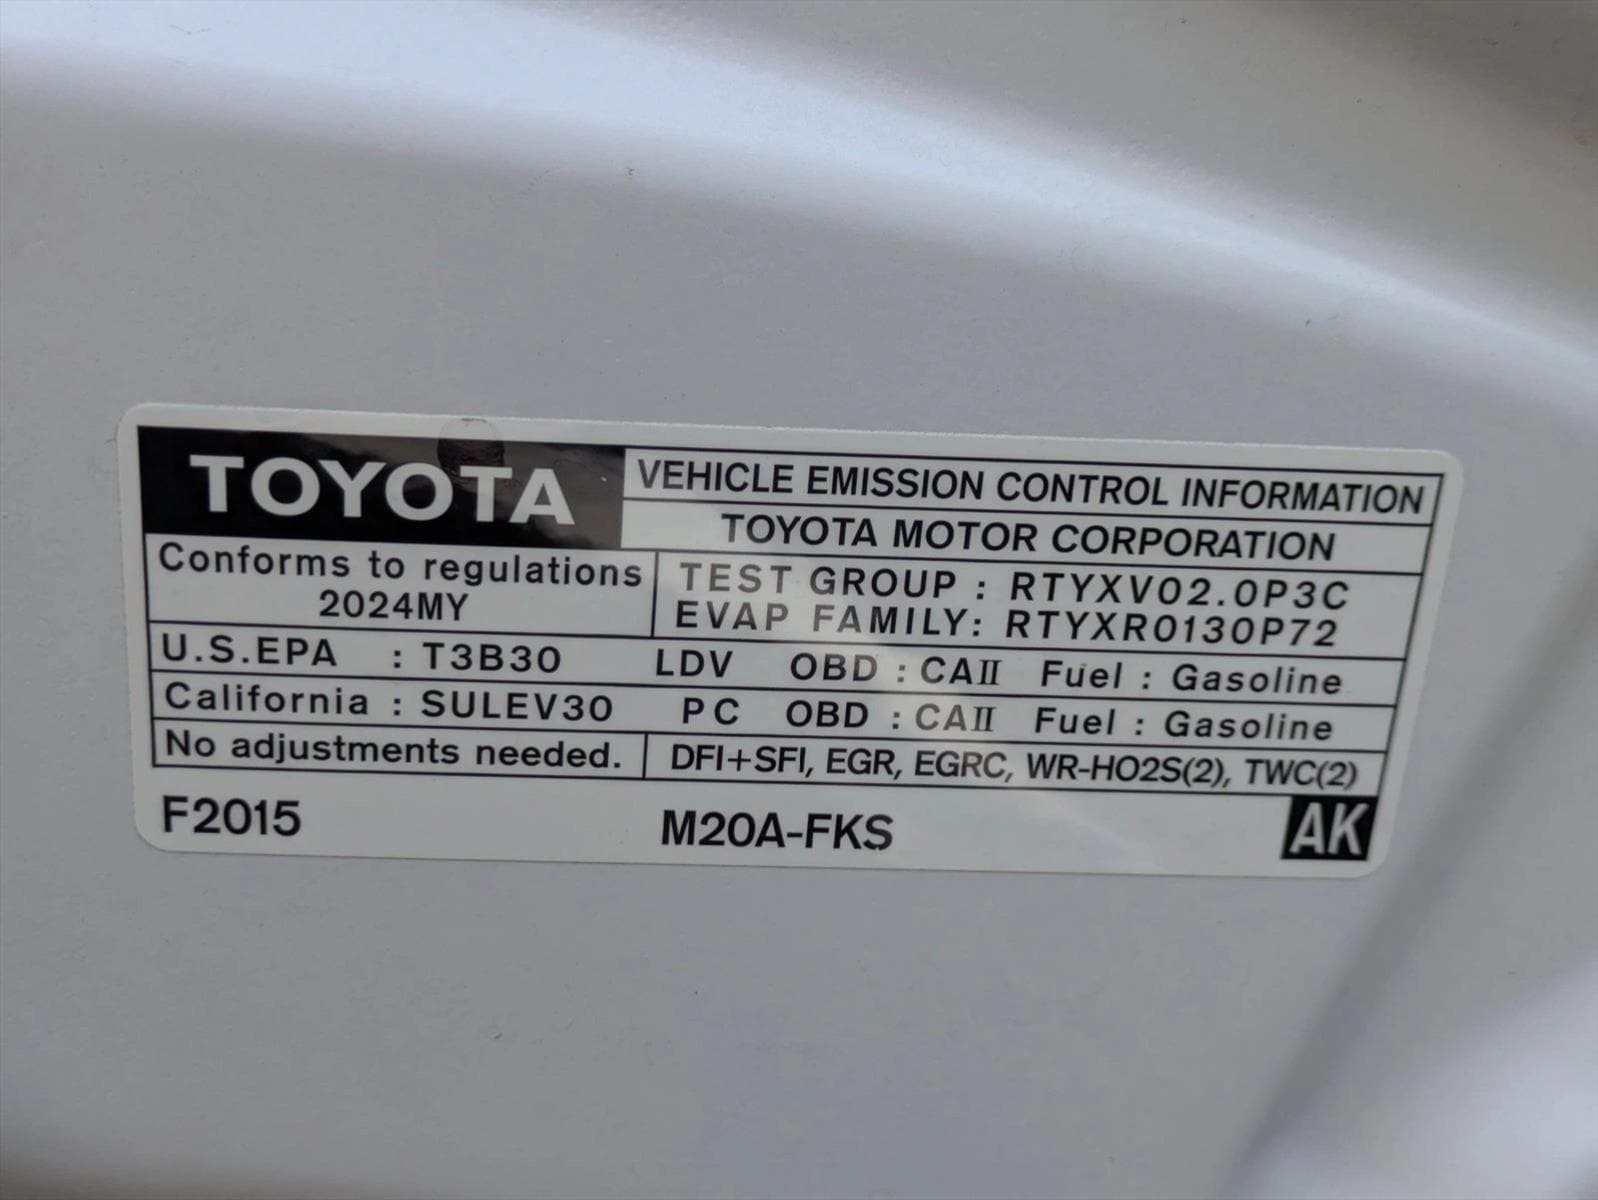 TOYOTA VEHICLE EMISSION CONTROL INFORMATION
TOYOTA MOTOR CORPORATION
Conforms to regulations
2024MY
TEST GROUP : RTYXV02.0P3C
EVAP FAMILY: RTYXR0130P72
U.S.EPA : T3B30 LDV OBD : CAII Fuel : Gasoline
California : SULEV30 PC OBD : CAII Fuel : Gasoline
No adjustments needed. DFI+SFI, EGR, EGRC, WR-HO2S(2), TWC(2)
F2015 M20A-FKS AK